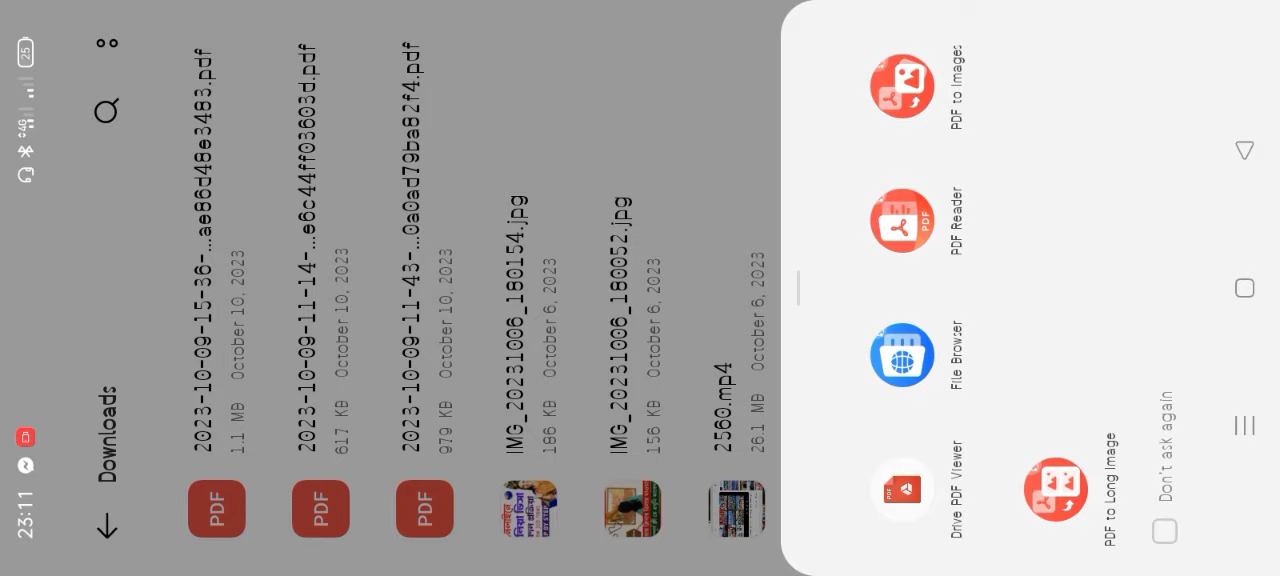 23:11
4G
25
Downloads
PDF
2023-10-09-15-36-...ae86d48e3483.pdf
1.1 MB October 10, 2023
PDF
2023-10-09-11-14-...e6c44ff03603d.pdf
617 KB October 10, 2023
PDF
2023-10-09-11-43-...0a0ad79ba82f4.pdf
979 KB October 10, 2023
IMG_20231006_180154.jpg
186 KB October 6, 2023
IMG_20231006_180052.jpg
156 KB October 6, 2023
2560.mp4
26.1 MB October 6, 2023
PDF
Drive PDF Viewer
File Browser
PDF Reader
PDF to Images
PDF to Long Image
Don't ask again